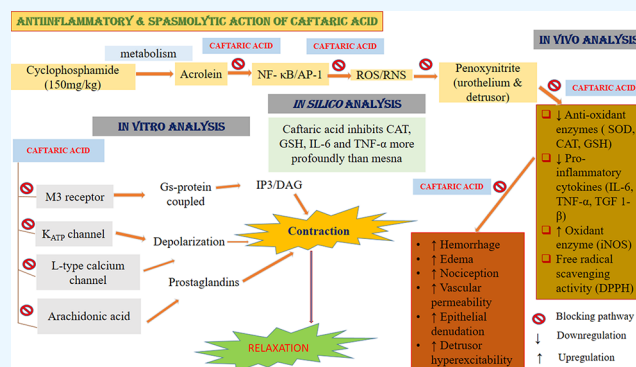 ANTIINFLAMMATORY & SPASMOLYTIC ACTION OF CAFTARIC ACID
IN VIVO ANALYSIS
metabolism
CAFTARIC ACID
CAFTARIC ACID
Cyclophosphamide
(150mg/kg)
Acrolein
NF- κB/AP-1
ROS/RNS
Penoxynitrite
(urothelium &
detrusor)
CAFTARIC ACID
IN SILICO ANALYSIS
Caftaric acid inhibits CAT,
GSH, IL-6 and TNF-α more
profoundly than mesna
IN VITRO ANALYSIS
CAFTARIC ACID
M3 receptor
Gs-protein
coupled
IP3/DAG
KATP channel
Depolarization
Contraction
L-type calcium
channel
Prostaglandins
Arachidonic acid
RELAXATION
CAFTARIC ACID
↓ Anti-oxidant
enzymes ( SOD,
CAT, GSH)
↓ Pro-
inflammatory
cytokines (IL-6,
TNF-α, TGF 1-
β)
↑ Oxidant
enzyme (iNOS)
Free radical
scavenging
activity (DPPH)
• ↑ Hemorrhage
• ↑ Edema
• ↑ Nociception
• ↑ Vascular
permeability
• ↑ Epithelial
denudation
• ↑ Detrusor
hyperexcitability
Blocking pathway
↓ Downregulation
↑ Upregulation